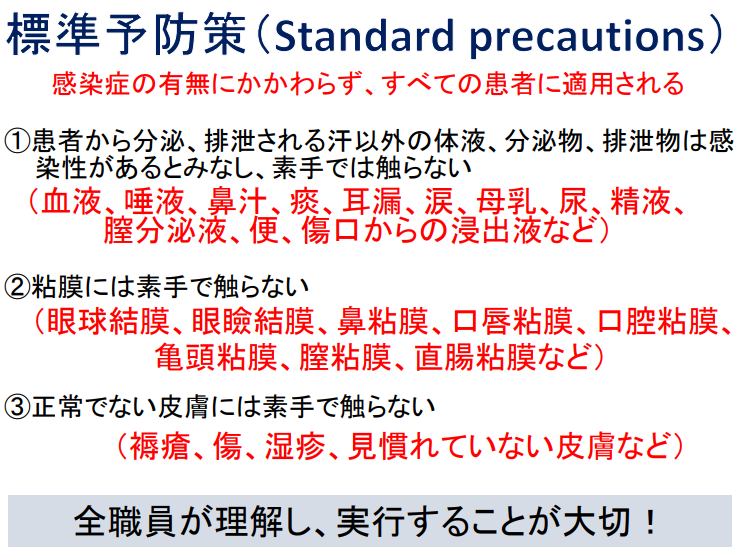 標準予防策（Standard precautions）
感染症の有無にかかわらず、すべての患者に適用される
①患者から分泌、排泄される汗以外の体液、分泌物、排泄物は感
染性があるとみなし、素手では触らない
（血液、唾液、鼻汁、痰、耳漏、涙、母乳、尿、精液、
膣分泌液、便、傷口からの浸出液など）
②粘膜には素手で触らない
（眼球結膜、眼瞼結膜、鼻粘膜、口唇粘膜、口腔粘膜、
亀頭粘膜、膣粘膜、直腸粘膜など）
③正常でない皮膚には素手で触らない
（褥瘡、傷、湿疹、見慣れていない皮膚など）
全職員が理解し、実行することが大切！